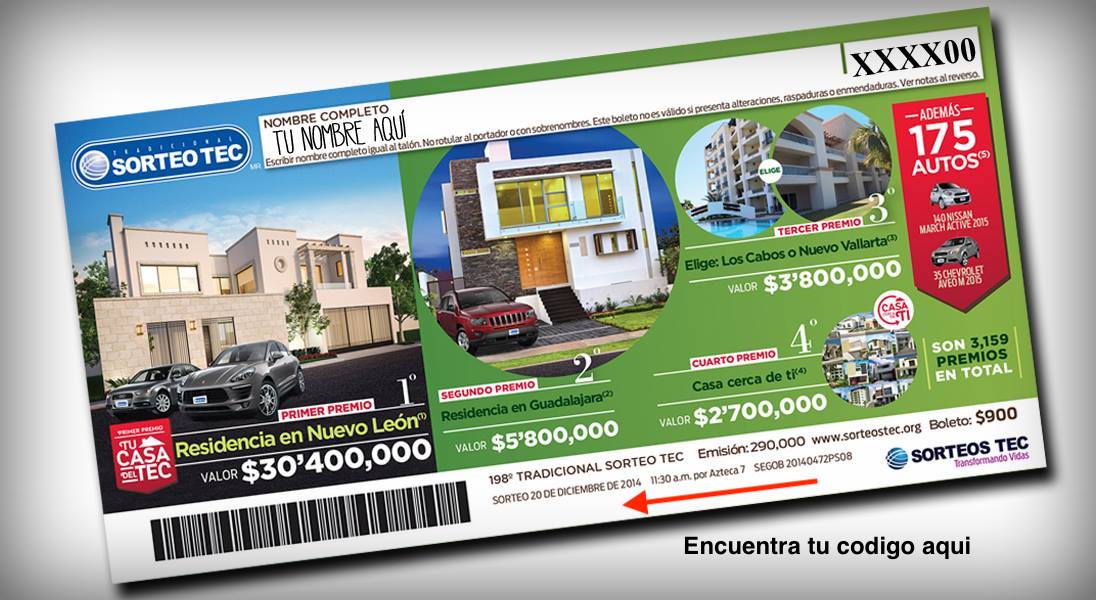 XXXX00
NOMBRE COMPLETO
TU NOMBRE AQUÍ
Escribir nombre completo igual al talón. No rotular al portador o con sobrenombres. Este boleto no es válido si presenta alteraciones, raspaduras o enmendaduras. Ver notas al reverso.
TRADICIONAL
SORTEO TEC
MR
1º
PRIMER PREMIO
Residencia en Nuevo León(1)
VALOR $30'400,000
PRIMER PREMIO
TU
CASA
DEL
TEC
2º
SEGUNDO PREMIO
Residencia en Guadalajara(2)
VALOR $5'800,000
ELIGE
3º
TERCER PREMIO
Elige: Los Cabos o Nuevo Vallarta(3)
VALOR $3'800,000
CASA
CERCA DE
TI
4º
CUARTO PREMIO
Casa cerca de ti(4)
VALOR $2'700,000
ADEMÁS
175
AUTOS(5)
140 NISSAN
MARCH ACTIVE 2015
35 CHEVROLET
AVEO M 2015
SON 3,159
PREMIOS
EN TOTAL
198º TRADICIONAL SORTEO TEC Emisión: 290,000 www.sorteostec.org Boleto: $900
SORTEO 20 DE DICIEMBRE DE 2014 11:30 a.m. por Azteca 7 SEGOB 20140472PS08
SORTEOS TEC
Transformando Vidas
Encuentra tu codigo aqui